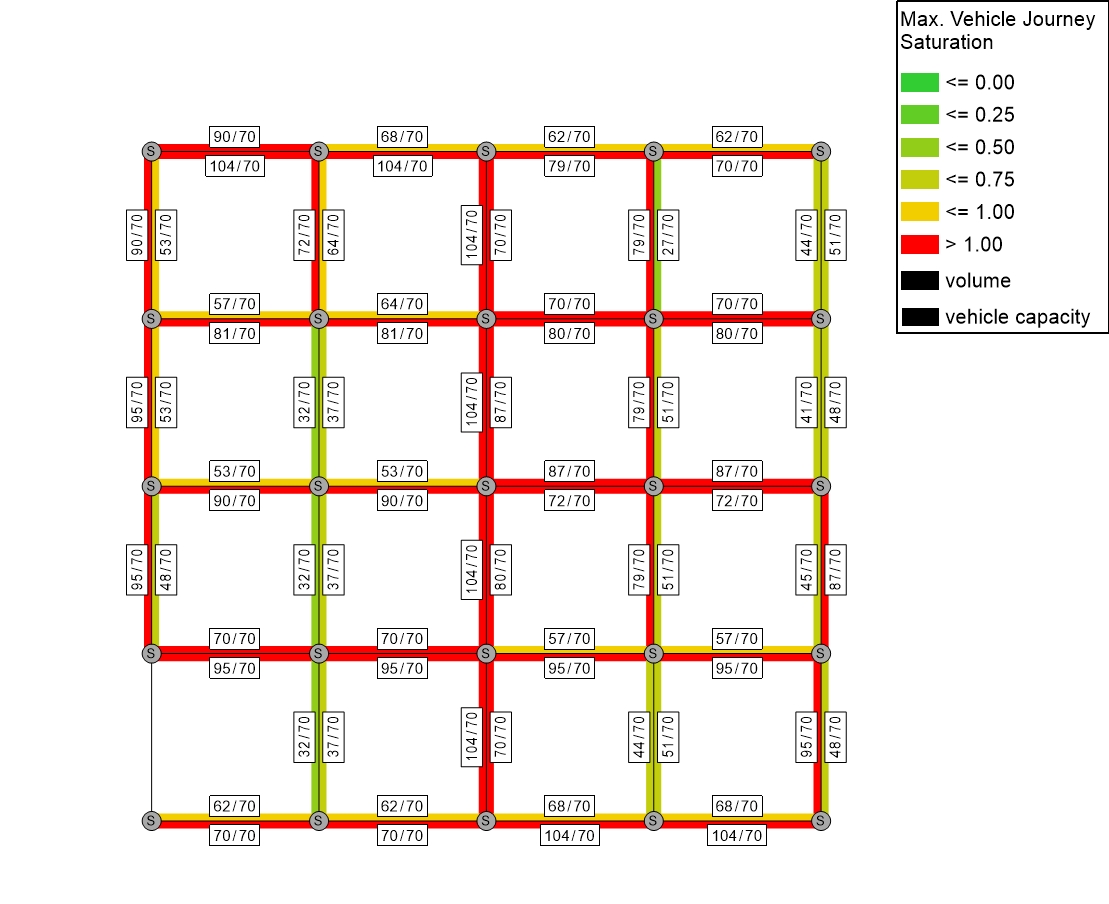 Max. Vehicle Journey
Saturation
<= 0.00
<= 0.25
<= 0.50
<= 0.75
<= 1.00
> 1.00
volume
vehicle capacity
90/70 68/70 62/70 62/70
S S S S S
104/70 104/70 79/70 70/70
90/70 53/70 72/70 64/70 104/70 70/70 79/70 27/70 44/70 51/70
57/70 64/70 70/70 70/70
S S S S S
81/70 81/70 80/70 80/70
95/70 53/70 32/70 37/70 104/70 87/70 79/70 51/70 41/70 48/70
53/70 53/70 87/70 87/70
S S S S S
90/70 90/70 72/70 72/70
95/70 48/70 32/70 37/70 104/70 80/70 79/70 51/70 45/70 87/70
70/70 70/70 57/70 57/70
S S S S S
95/70 95/70 95/70 95/70
32/70 37/70 104/70 70/70 44/70 51/70 95/70 48/70
62/70 62/70 68/70 68/70
S S S S S
70/70 70/70 104/70 104/70